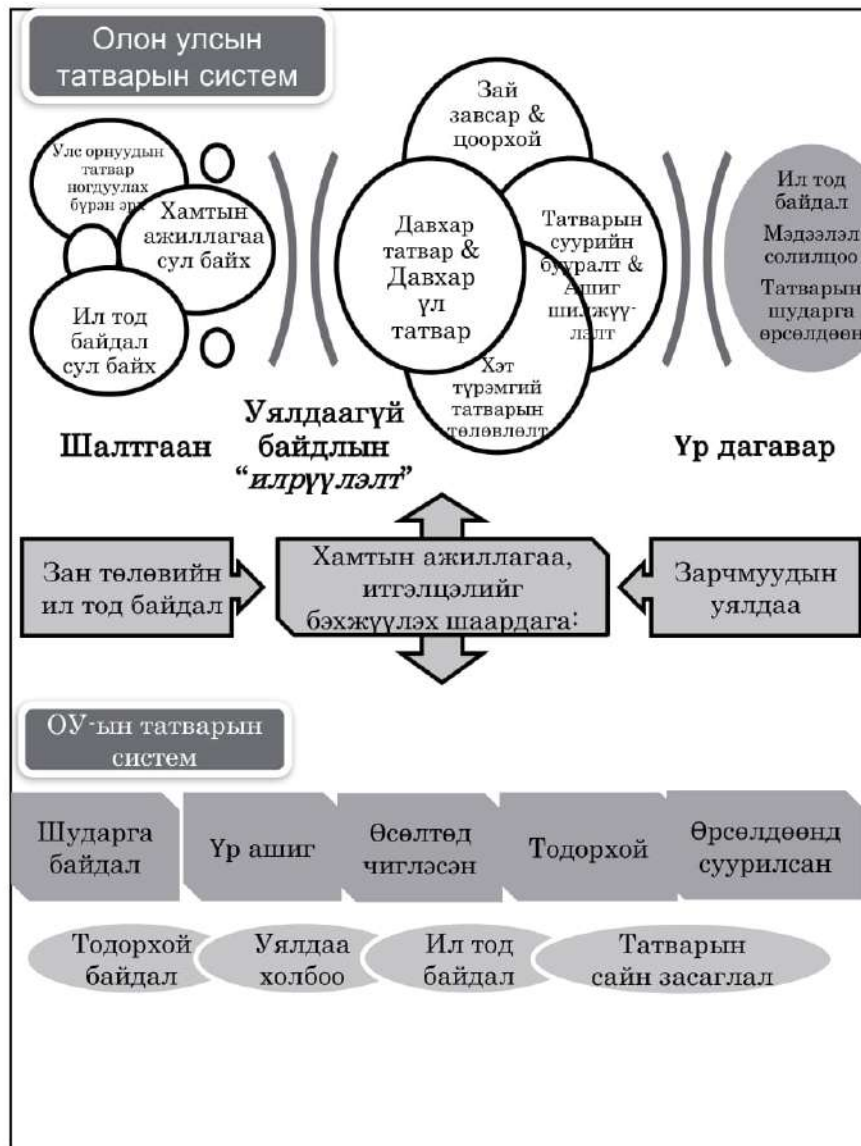 Олон улсын
татварын систем
Улс орнуудын
татвар
ногдуулах
бүрэн эрх
Хамтын
ажиллагаа
сул байх
Ил тод
байдал
сул байх
Шалтгаан
Уялдаагүй
байдлын
“илрүүлэлт”
Зай
завсар &
цоорхой
Давхар
татвар &
Давхар
үл
татвар
Татварын
суурийн
бууралт &
Ашиг
шилжүү-
лэлт
Хэт
түрэмгий
татварын
төлөвлөлт
Ил тод
байдал
Мэдээлэл
солилцоо
Татварын
шударга
өрсөлдөөн
Үр дагавар
Зан төлөвийн
ил тод байдал
Хамтын ажиллагаа,
итгэлцэлийг
бэхжүүлэх шаардага:
Зарчмуудын
уялдаа
ОУ-ын татварын
систем
Шударга
байдал
Үр ашиг
Өсөлтөд
чиглэсэн
Тодорхой
Өрсөлдөөнд
суурилсан
Тодорхой
байдал
Уялдаа
холбоо
Ил тод
байдал
Татварын
сайн засаглал